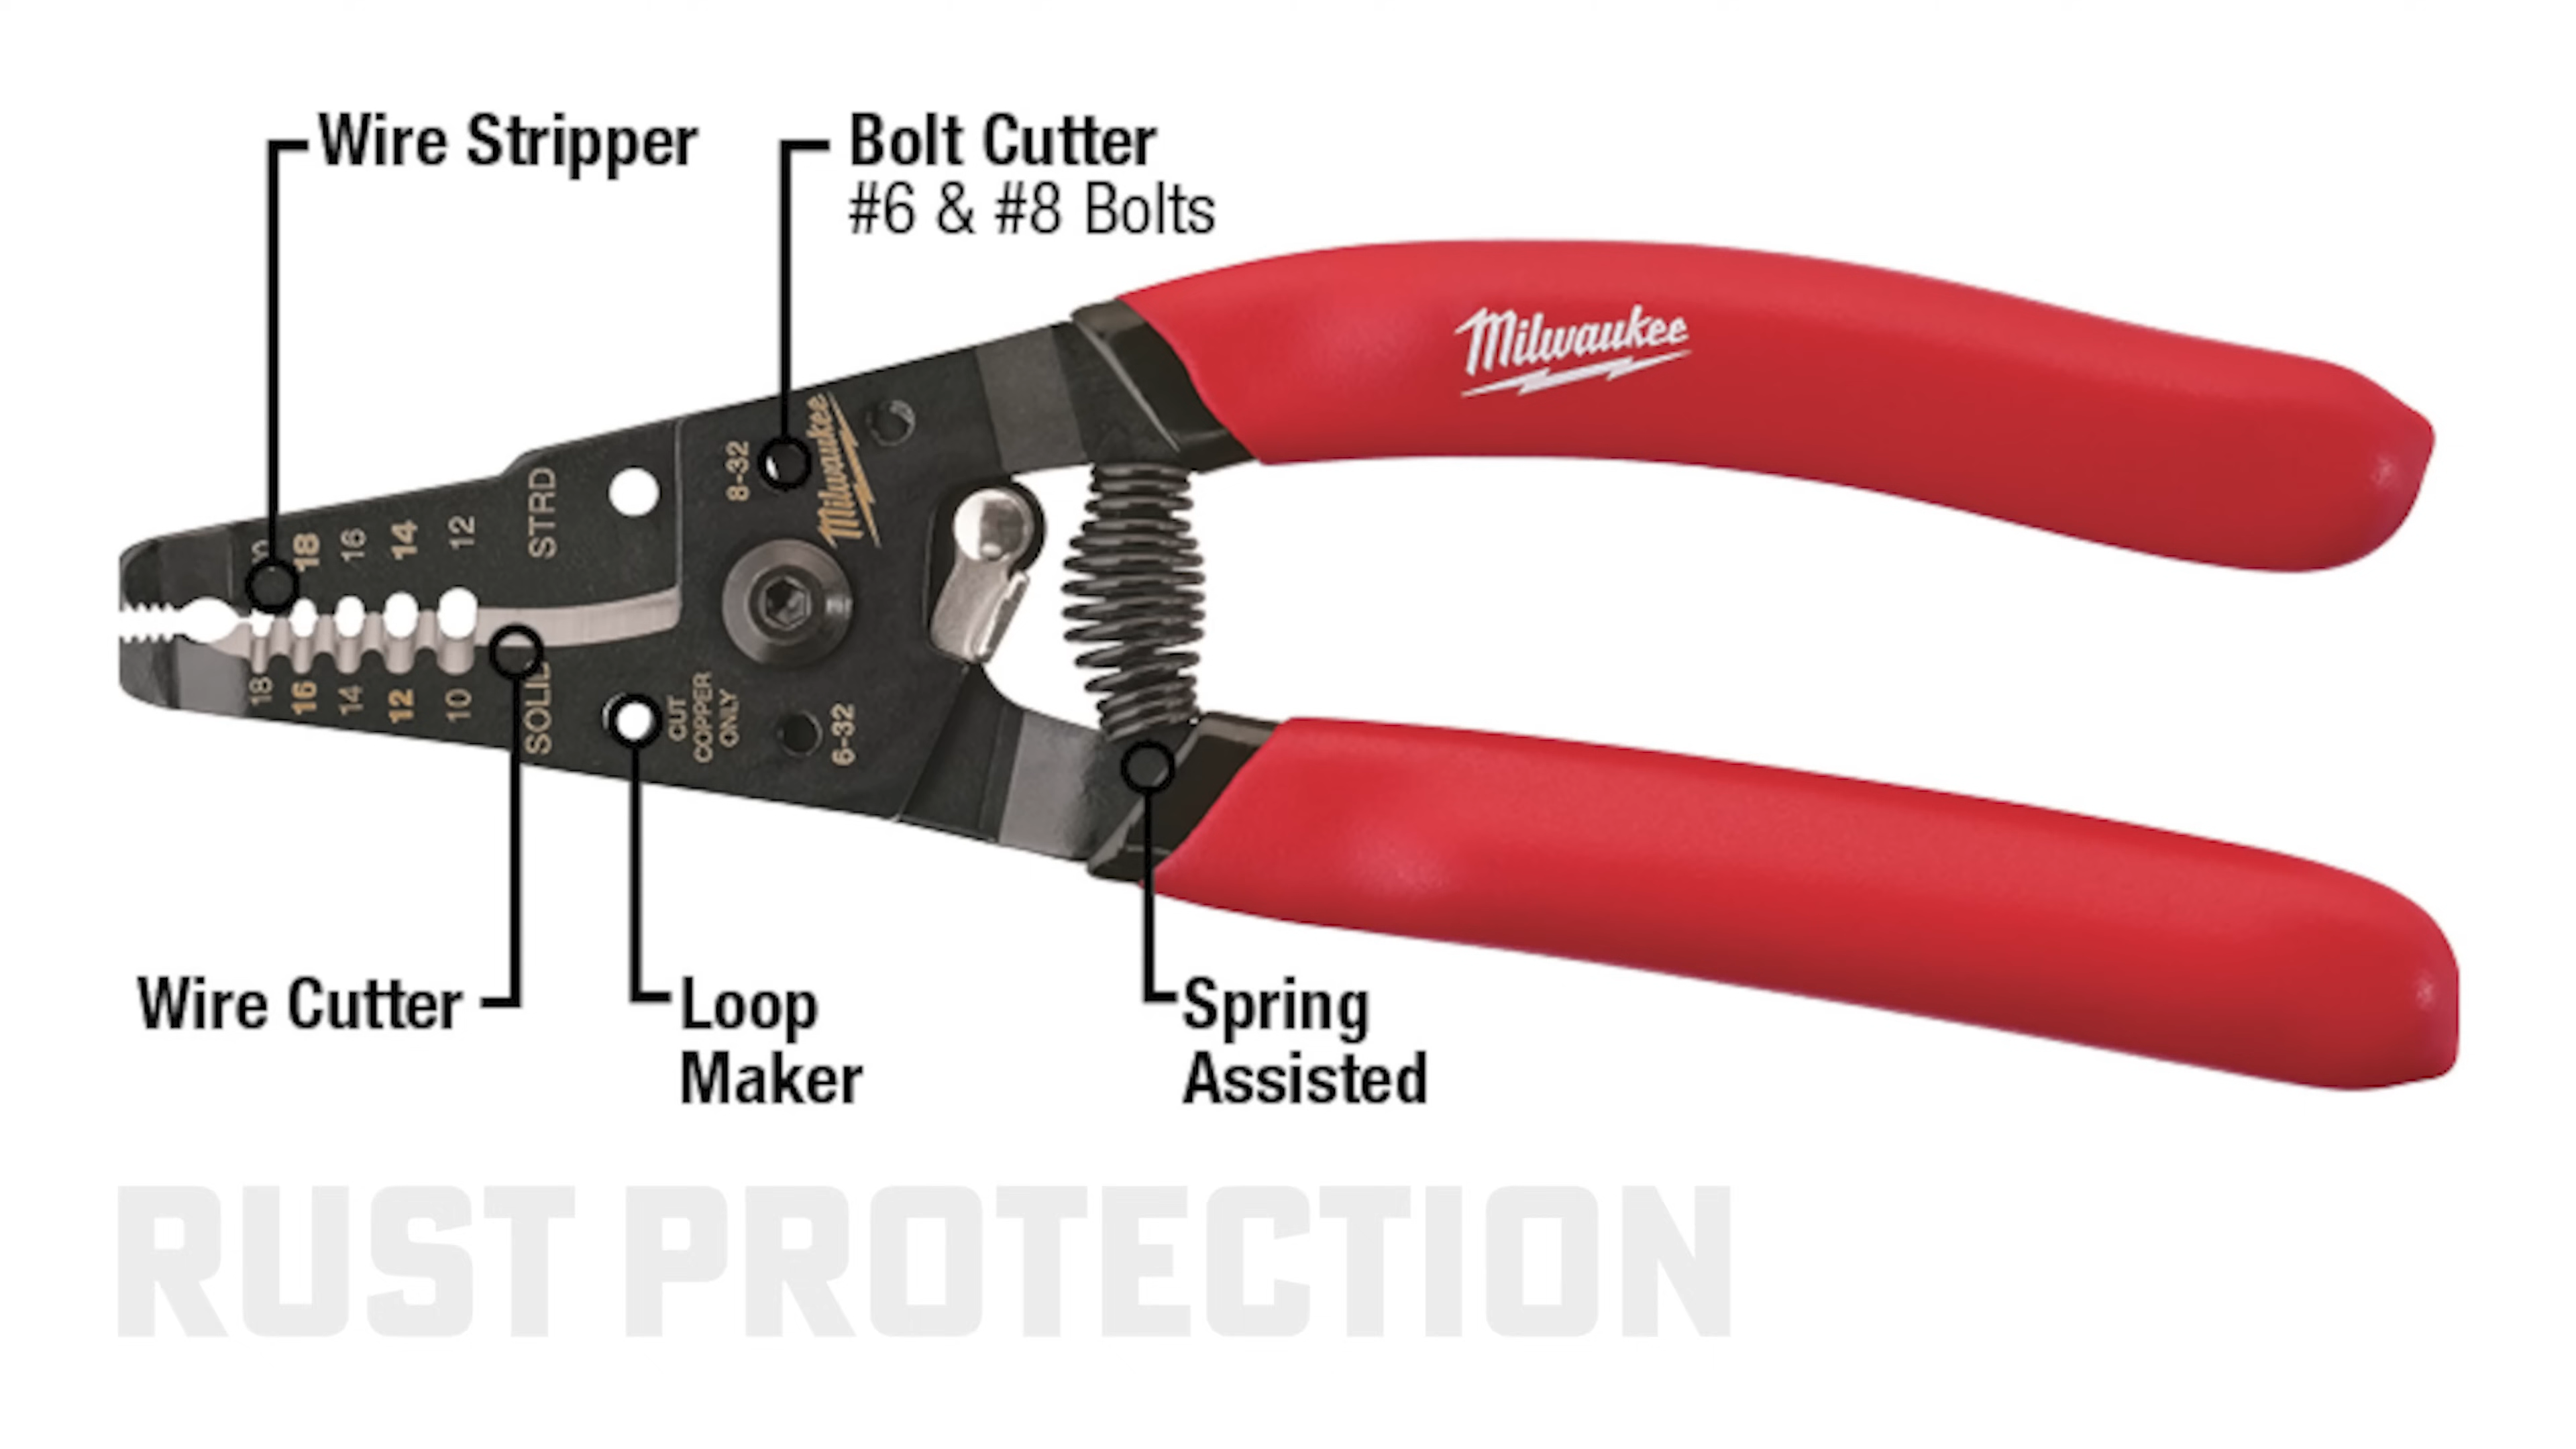 Wire Stripper
Bolt Cutter
#6 & #8 Bolts
Milwaukee
Milwaukee
8-32
STRD
18 16 14 12
18 16 14 12 10
SOLID
CUT
COPPER
ONLY
6-32
Wire Cutter
Loop
Maker
Spring
Assisted
RUST PROTECTION